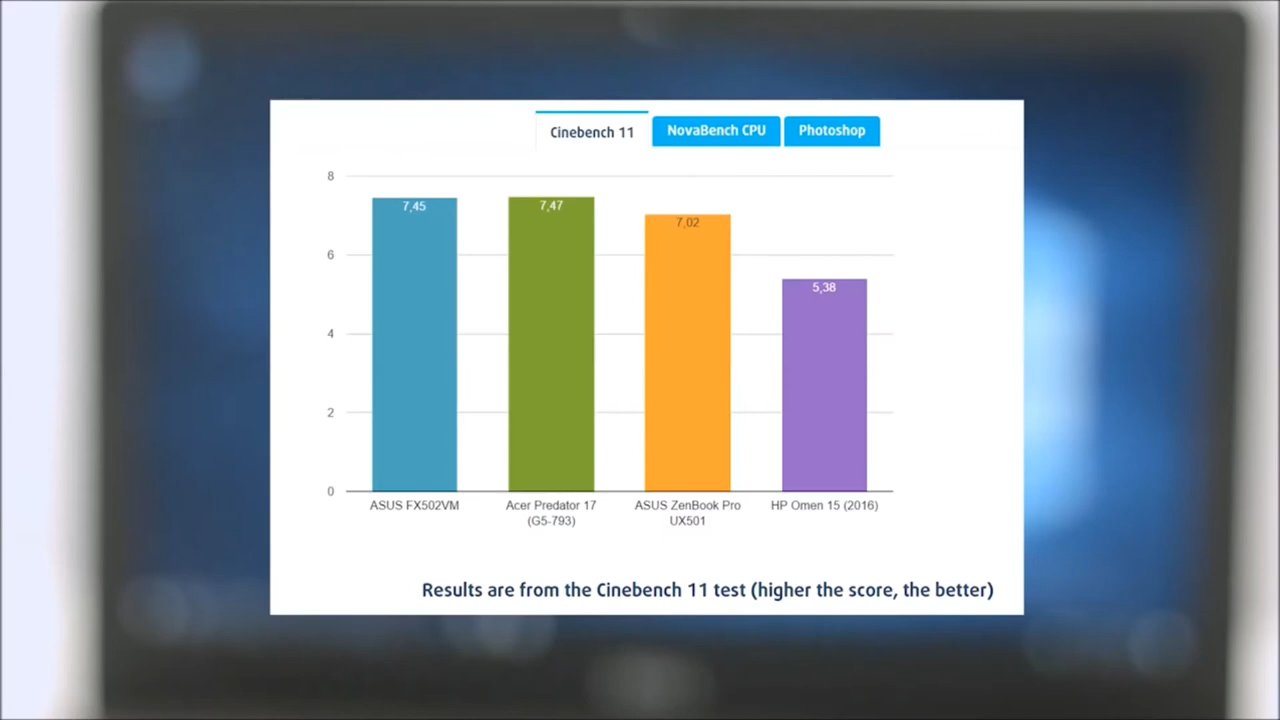 Cinebench 11
NovaBench CPU
Photoshop
8
6
4
2
0
7,45
7,47
7,02
5,38
ASUS FX502VM
Acer Predator 17
(G5-793)
ASUS ZenBook Pro
UX501
HP Omen 15 (2016)
Results are from the Cinebench 11 test (higher the score, the better)